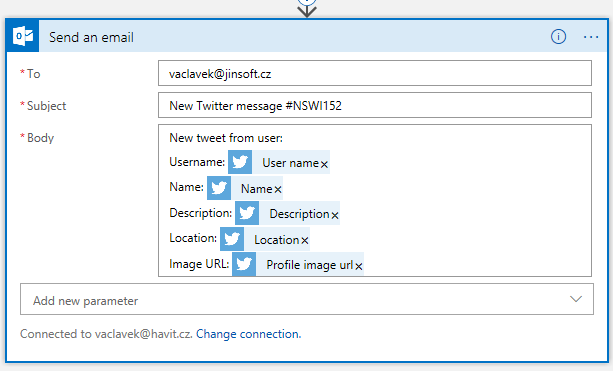 Send an email
* To
vaclavek@jinsoft.cz
* Subject
New Twitter message #NSWI152
* Body
New tweet from user:
Username: User name ×
Name: Name ×
Description: Description ×
Location: Location ×
Image URL: Profile image url ×
Add new parameter
Connected to vaclavek@havit.cz. Change connection.